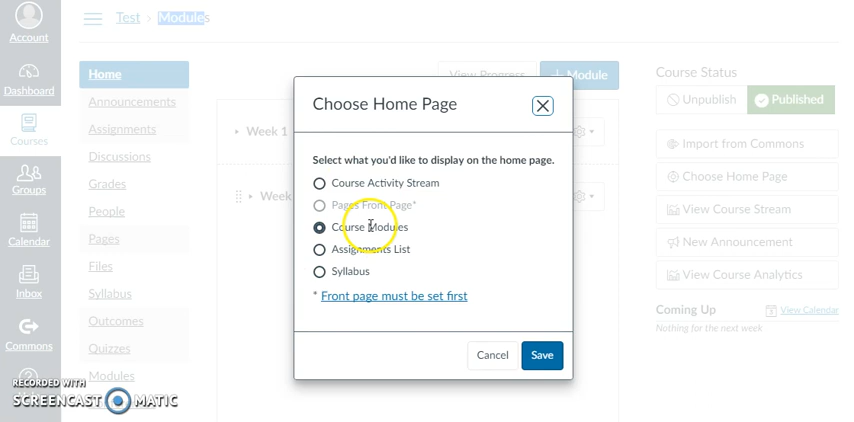 Test › Modules
Account
Dashboard
Courses
Groups
Calendar
Inbox
Commons
Home
Announcements
Assignments
Discussions
Grades
People
Pages
Files
Syllabus
Outcomes
Quizzes
Modules
View Progress
+ Module
Week 1
Week
Choose Home Page
Select what you'd like to display on the home page.
Course Activity Stream
Pages Front Page*
Course Modules
Assignments List
Syllabus
* Front page must be set first
Cancel
Save
Course Status
Unpublish
Published
Import from Commons
Choose Home Page
View Course Stream
New Announcement
View Course Analytics
Coming Up
View Calendar
Nothing for the next week
RECORDED WITH
SCREENCAST MATIC